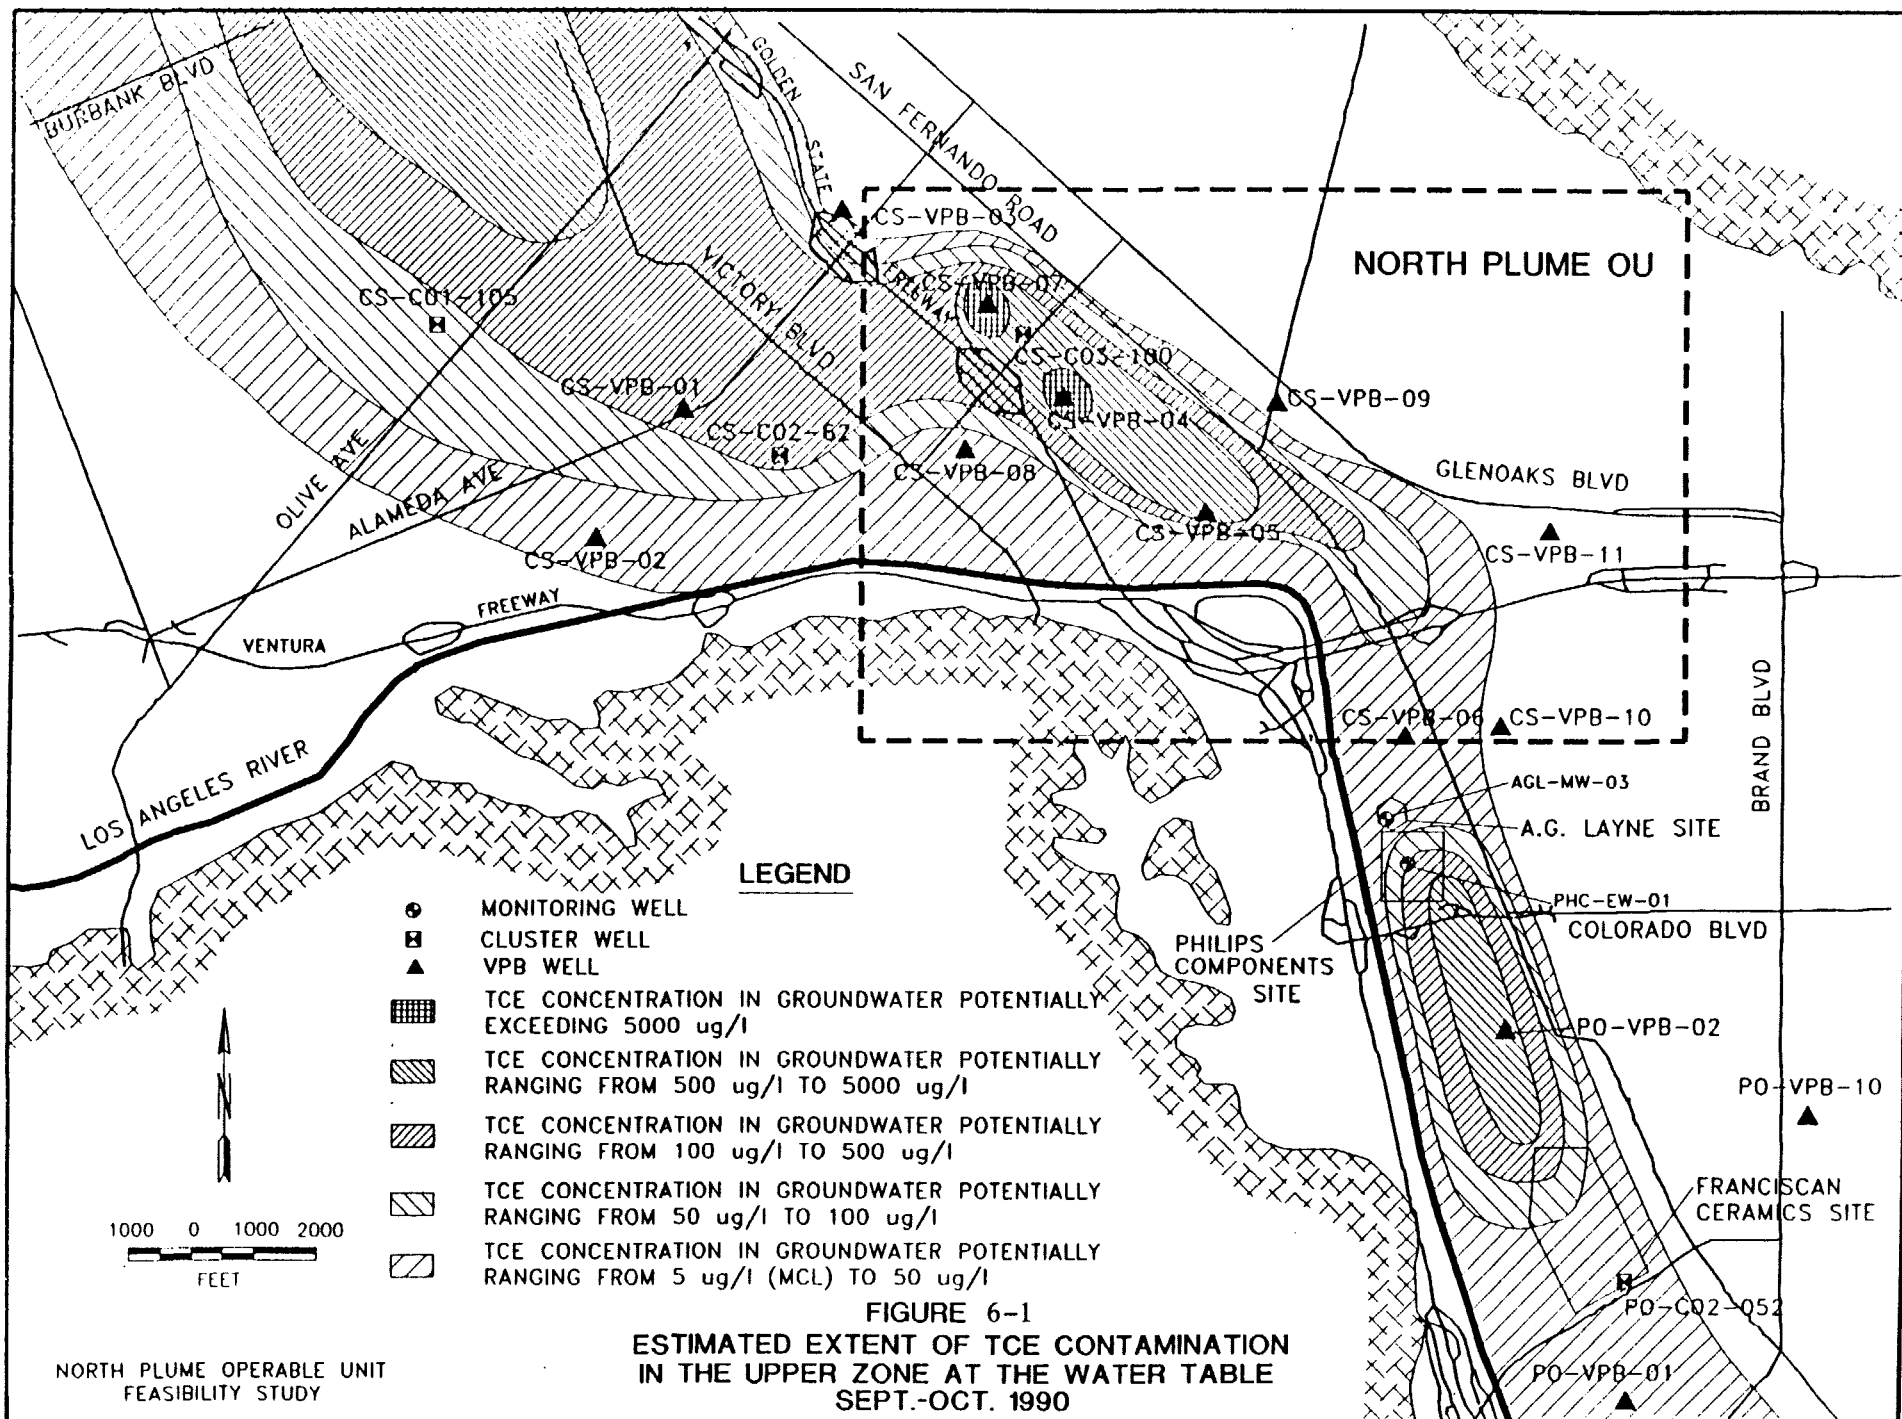 BURBANK BLVD
GOLDEN
STATE
FREEWAY
SAN FERNANDO ROAD
CS-VPB-03
NORTH PLUME OU
CS-VPB-07
VICTORY BLVD
CS-C01-105
CS-C03-100
CS-VPB-01
CS-VPB-09
CS-VPB-04
CS-C02-62
CS-VPB-08
OLIVE AVE
ALAMEDA AVE
GLENOAKS BLVD
CS-VPB-05
CS-VPB-11
CS-VPB-02
VENTURA
FREEWAY
CS-VPB-06
CS-VPB-10
BRAND BLVD
LOS ANGELES RIVER
AGL-MW-03
A.G. LAYNE SITE
PHC-EW-01
COLORADO BLVD
PHILIPS
COMPONENTS
SITE
PO-VPB-02
PO-VPB-10
FRANCISCAN
CERAMICS SITE
PO-C02-052
PO-VPB-01
LEGEND
MONITORING WELL
CLUSTER WELL
VPB WELL
TCE CONCENTRATION IN GROUNDWATER POTENTIALLY
EXCEEDING 5000 ug/l
TCE CONCENTRATION IN GROUNDWATER POTENTIALLY
RANGING FROM 500 ug/l TO 5000 ug/l
TCE CONCENTRATION IN GROUNDWATER POTENTIALLY
RANGING FROM 100 ug/l TO 500 ug/l
TCE CONCENTRATION IN GROUNDWATER POTENTIALLY
RANGING FROM 50 ug/l TO 100 ug/l
TCE CONCENTRATION IN GROUNDWATER POTENTIALLY
RANGING FROM 5 ug/l (MCL) TO 50 ug/l
N
1000 0 1000 2000
FEET
FIGURE 6-1
ESTIMATED EXTENT OF TCE CONTAMINATION
IN THE UPPER ZONE AT THE WATER TABLE
SEPT.-OCT. 1990
NORTH PLUME OPERABLE UNIT
FEASIBILITY STUDY